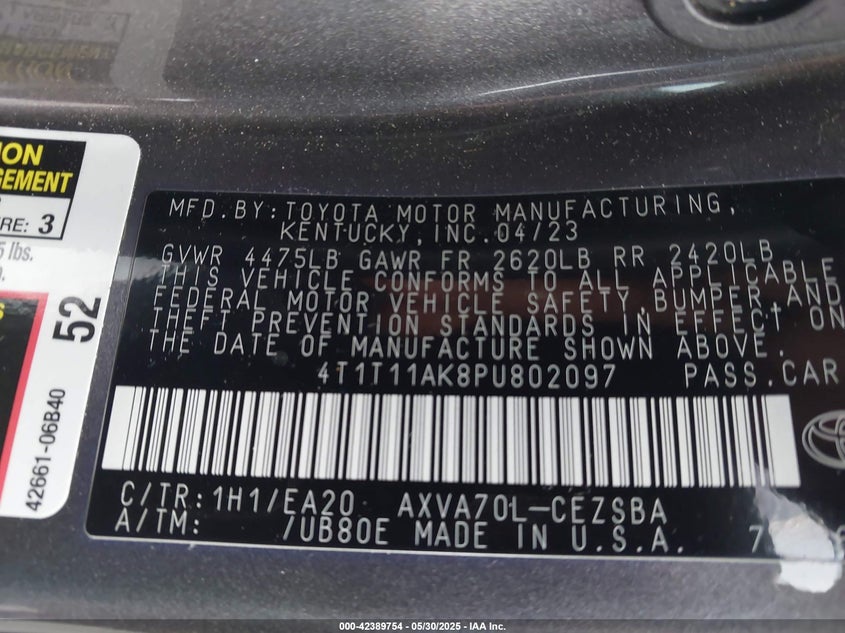 ION
GEMENT
RE: 3
5 lbs.
52
42661-06B40
MFD.BY:TOYOTA MOTOR MANUFACTURING,
KENTUCKY,INC.04/23
GVWR 4475LB GAWR FR 2620LB RR 2420LB
THIS VEHICLE CONFORMS TO ALL APPLICABLE
FEDERAL MOTOR VEHICLE SAFETY,BUMPER,AND
THEFT PREVENTION STANDARDS IN EFFECT ON
THE DATE OF MANUFACTURE SHOWN ABOVE.
4T1T11AK8PU802097 PASS.CAR
C/TR:1H1/EA20 AXVA70L-CEZSBA
A/TM: /UB80E MADE IN U.S.A. 7
000-42389754 - 05/30/2025 - IAA Inc.